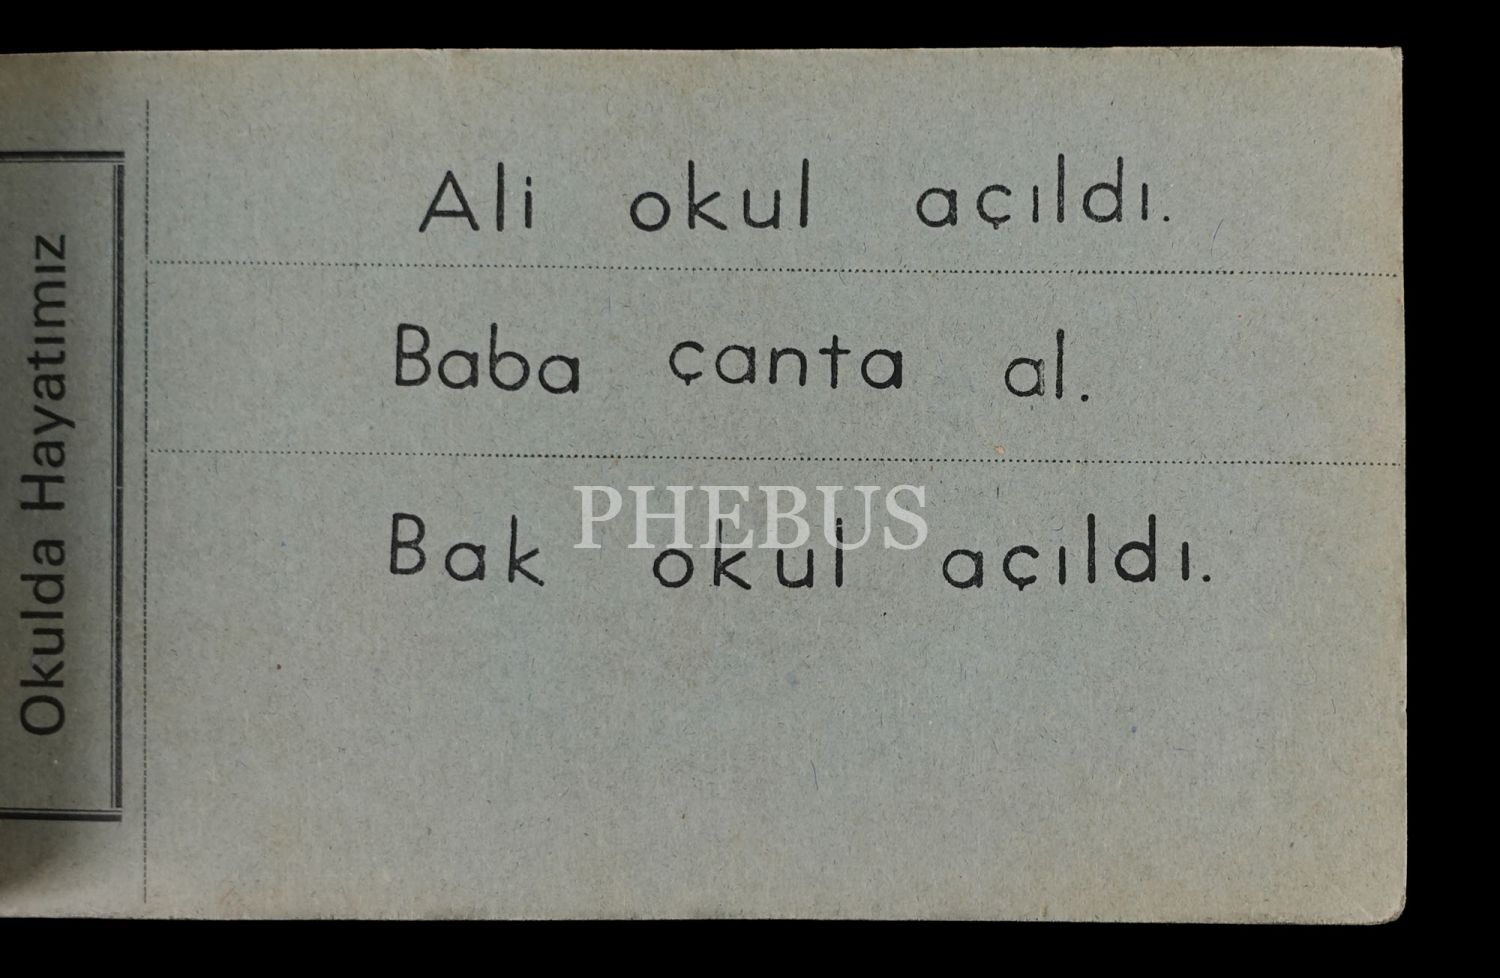 Okulda Hayatımız
Ali okul açıldı.
Baba çanta al.
PHEBUS
Bak okul açıldı.